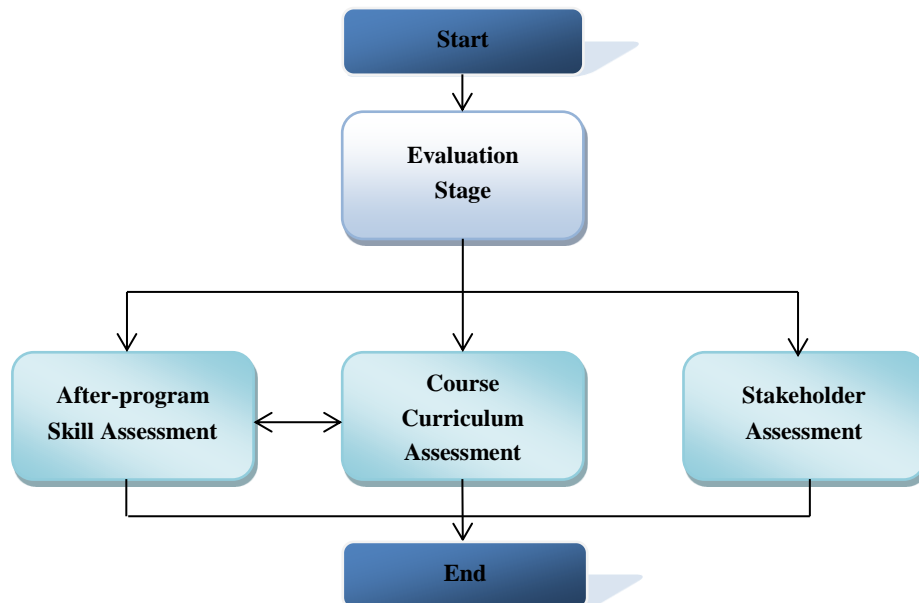 Start
Evaluation
Stage
After-program
Skill Assessment
Course
Curriculum
Assessment
Stakeholder
Assessment
End